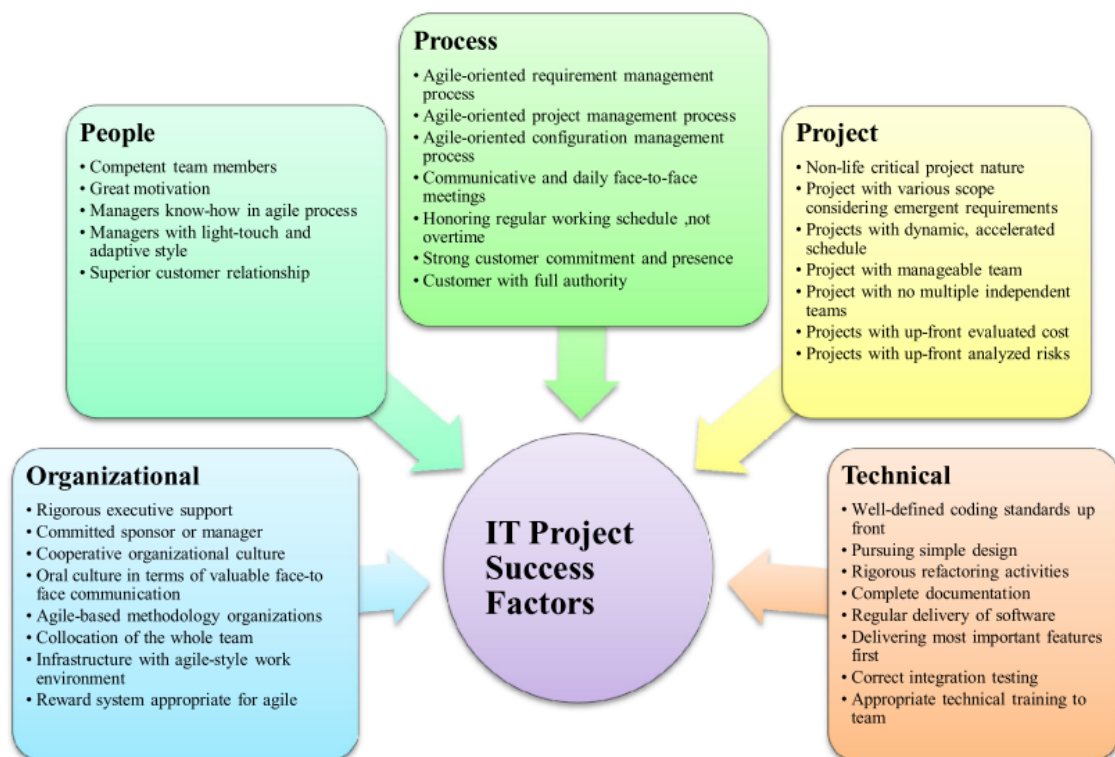 Process
• Agile-oriented requirement management
process
• Agile-oriented project management process
• Agile-oriented configuration management
process
• Communicative and daily face-to-face
meetings
• Honoring regular working schedule ,not
overtime
• Strong customer commitment and presence
• Customer with full authority
People
• Competent team members
• Great motivation
• Managers know-how in agile process
• Managers with light-touch and
adaptive style
• Superior customer relationship
Project
• Non-life critical project nature
• Project with various scope
considering emergent requirements
• Projects with dynamic, accelerated
schedule
• Project with manageable team
• Project with no multiple independent
teams
• Projects with up-front evaluated cost
• Projects with up-front analyzed risks
Organizational
• Rigorous executive support
• Committed sponsor or manager
• Cooperative organizational culture
• Oral culture in terms of valuable face-to
face communication
• Agile-based methodology organizations
• Collocation of the whole team
• Infrastructure with agile-style work
environment
• Reward system appropriate for agile
IT Project
Success
Factors
Technical
• Well-defined coding standards up
front
• Pursuing simple design
• Rigorous refactoring activities
• Complete documentation
• Regular delivery of software
• Delivering most important features
first
• Correct integration testing
• Appropriate technical training to
team